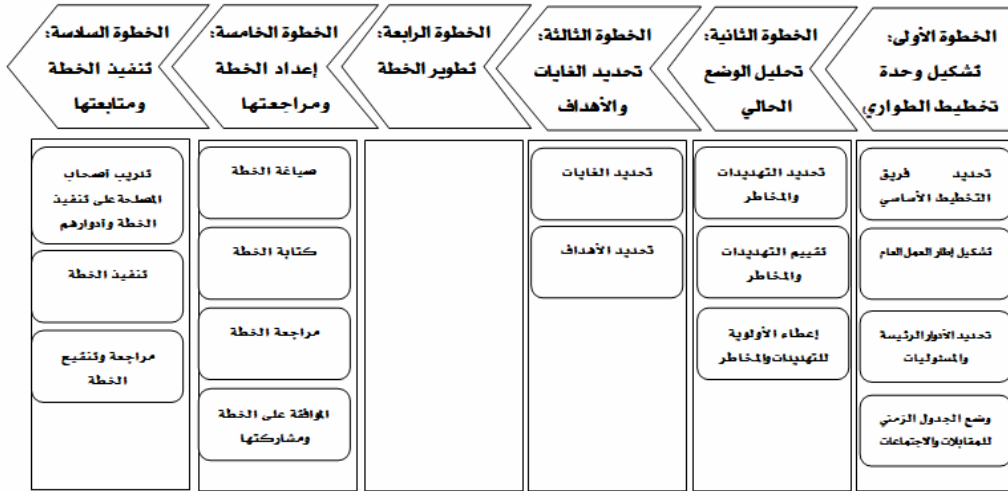 الخطوة الأولى:
تشكيل وحدة
تخطيط الطواري
الخطوة الثانية:
تحليل الوضع
الحالي
الخطوة الثالثة:
تحديد الغايات
والأهداف
الخطوة الرابعة:
تطوير الخطة
الخطوة الخامسة:
إعداد الخطة
ومراجعتها
الخطوة السادسة:
تنفيذ الخطة
ومتابعتها
تحديد فريق
التخطيط الأساسي
تشكيل إطار العمل العام
تحديد الأدوار الرئيسة
والمسئوليات
وضع الجدول الزمني
للمقابلات والاجتماعات
تحديد التهديدات
والمخاطر
تقييم التهديدات
والمخاطر
إعطاء الأولوية
للتهديدات والمخاطر
تحديد الغايات
تحديد الأهداف
صياغة الخطة
كتابة الخطة
مراجعة الخطة
الموافقة على الخطة
ومشاركتها
تدريب أصحاب
المصلحة على تنفيذ
الخطة وأدوارهم
تنفيذ الخطة
مراجعة وتنقيح
الخطة